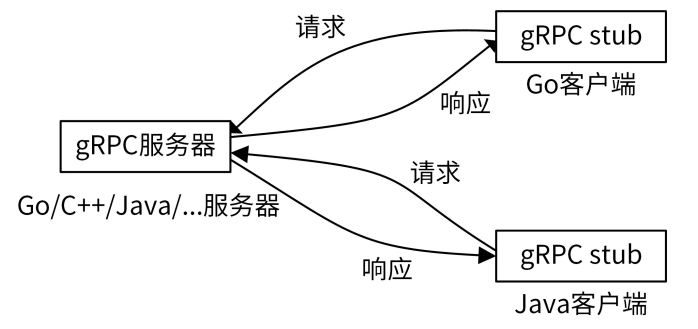 请求
gRPC stub
Go客户端
响应
gRPC服务器
请求
Go/C++/Java/...服务器
gRPC stub
响应
Java客户端